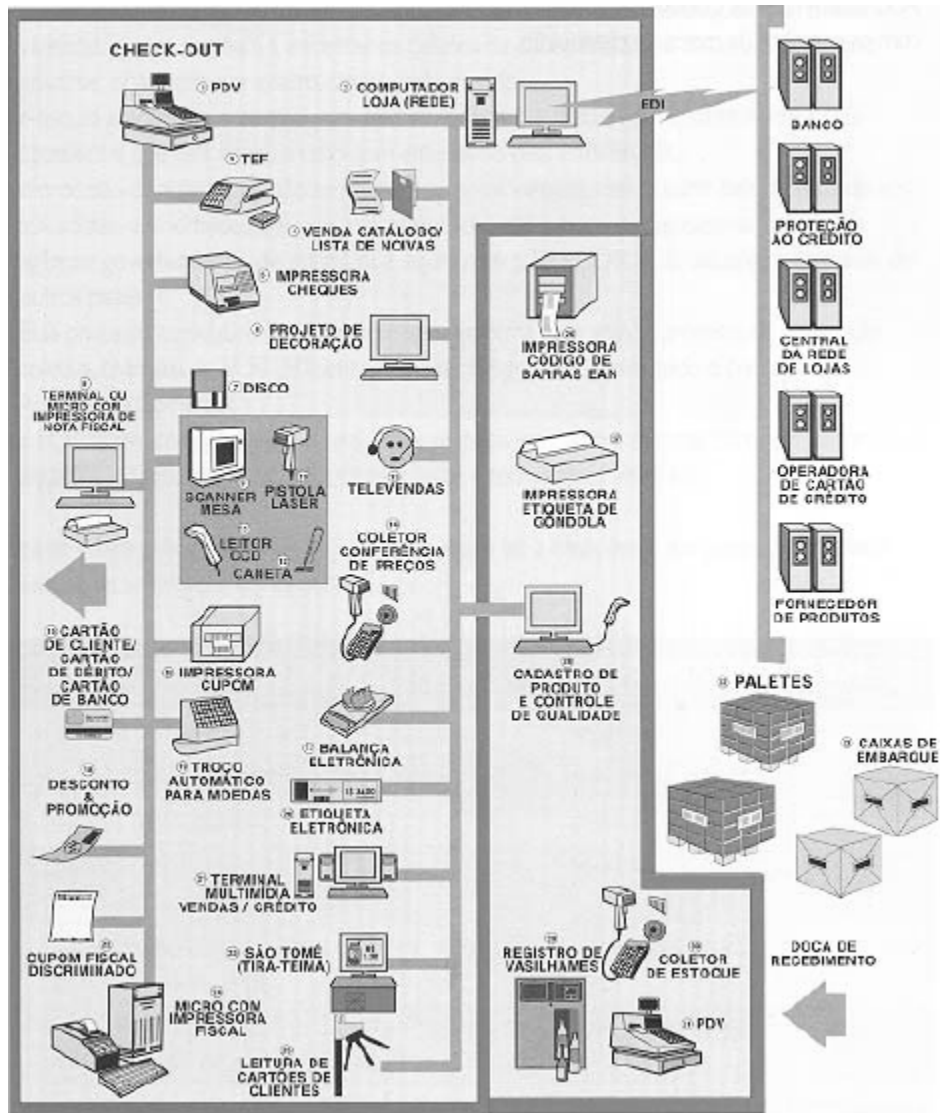 CHECK-OUT
PDV
COMPUTADOR
LOJA (REDE)
EDI
BANCO
TEF
VENDA CATÁLOGO/
LISTA DE NOIVAS
PROTEÇÃO
AO CRÉDITO
IMPRESSORA
CHEQUES
PROJETO DE
DECORAÇÃO
IMPRESSORA
CÓDIGO DE
BARRAS EAN
CENTRAL
DA REDE
DE LOJAS
TERMINAL OU
MICRO COM
IMPRESSORA DE
NOTA FISCAL
DISCO
SCANNER
MESA
PISTOLA
LASER
LEITOR
CCD
CANETA
TELEVENDAS
IMPRESSORA
ETIQUETA DE
GÔNDOLA
OPERADORA
DE CARTÃO
DE CRÉDITO
COLETOR
CONFERÊNCIA
DE PREÇOS
FORNECEDOR
DE PRODUTOS
CARTÃO
DE CLIENTE/
CARTÃO
DE DÉBITO/
CARTÃO
DE BANCO
IMPRESSORA
CUPOM
CADASTRO DE
PRODUTO
E CONTROLE
DE QUALIDADE
PALETES
CAIXAS DE
EMBARQUE
TROCO
AUTOMÁTICO
PARA MOEDAS
BALANÇA
ELETRÔNICA
DESCONTO
&
PROMOÇÃO
ETIQUETA
ELETRÔNICA
TERMINAL
MULTIMÍDIA
VENDAS / CRÉDITO
CUPOM FISCAL
DISCRIMINADO
SÃO TOMÉ
(TIRA-TEIMA)
REGISTRO DE
VASILHAMES
COLETOR
DE ESTOQUE
DOCA DE
RECEBIMENTO
MICRO COM
IMPRESSORA
FISCAL
PDV
LEITURA DE
CARTÕES DE
CLIENTES